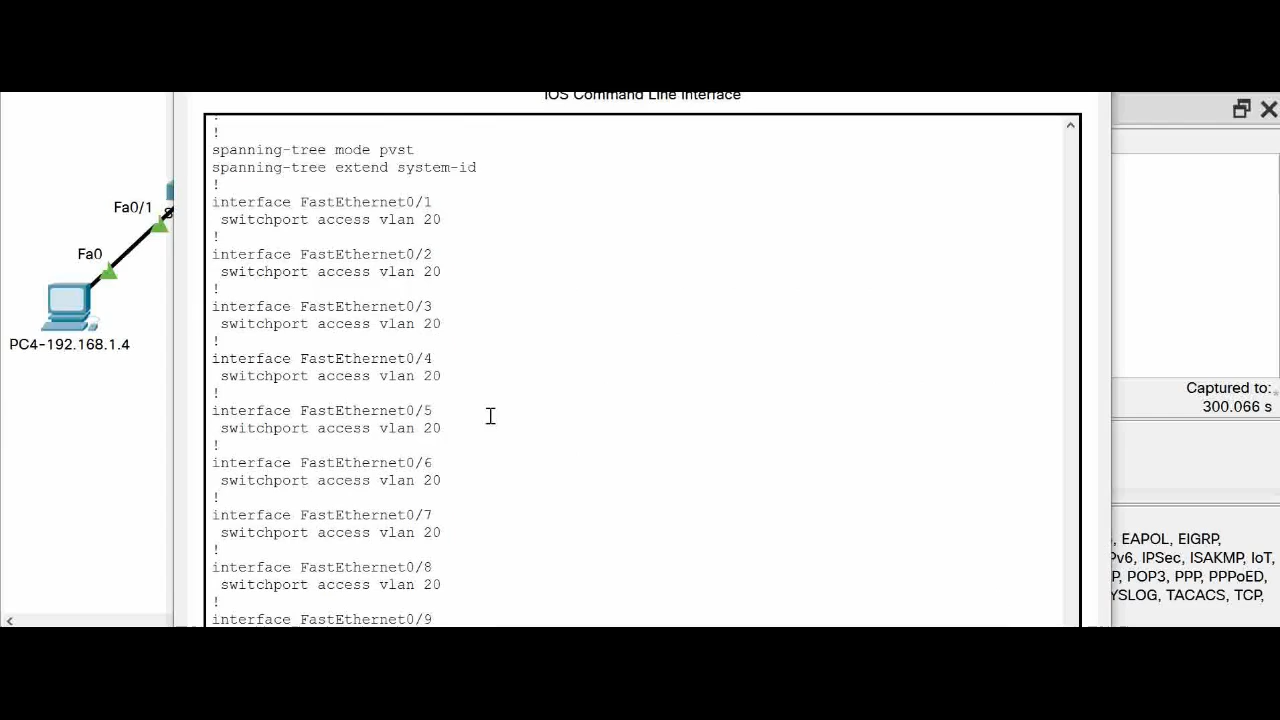 IOS Command Line Interface
!
!
spanning-tree mode pvst
spanning-tree extend system-id
!
interface FastEthernet0/1
switchport access vlan 20
!
interface FastEthernet0/2
switchport access vlan 20
!
interface FastEthernet0/3
switchport access vlan 20
!
interface FastEthernet0/4
switchport access vlan 20
!
interface FastEthernet0/5
switchport access vlan 20
!
interface FastEthernet0/6
switchport access vlan 20
!
interface FastEthernet0/7
switchport access vlan 20
!
interface FastEthernet0/8
switchport access vlan 20
!
interface FastEthernet0/9
Fa0/1
Fa0
PC4-192.168.1.4
Captured to:
300.066 s
, EAPOL, EIGRP,
Pv6, IPSec, ISAKMP, IoT,
P, POP3, PPP, PPPoED,
YSLOG, TACACS, TCP,